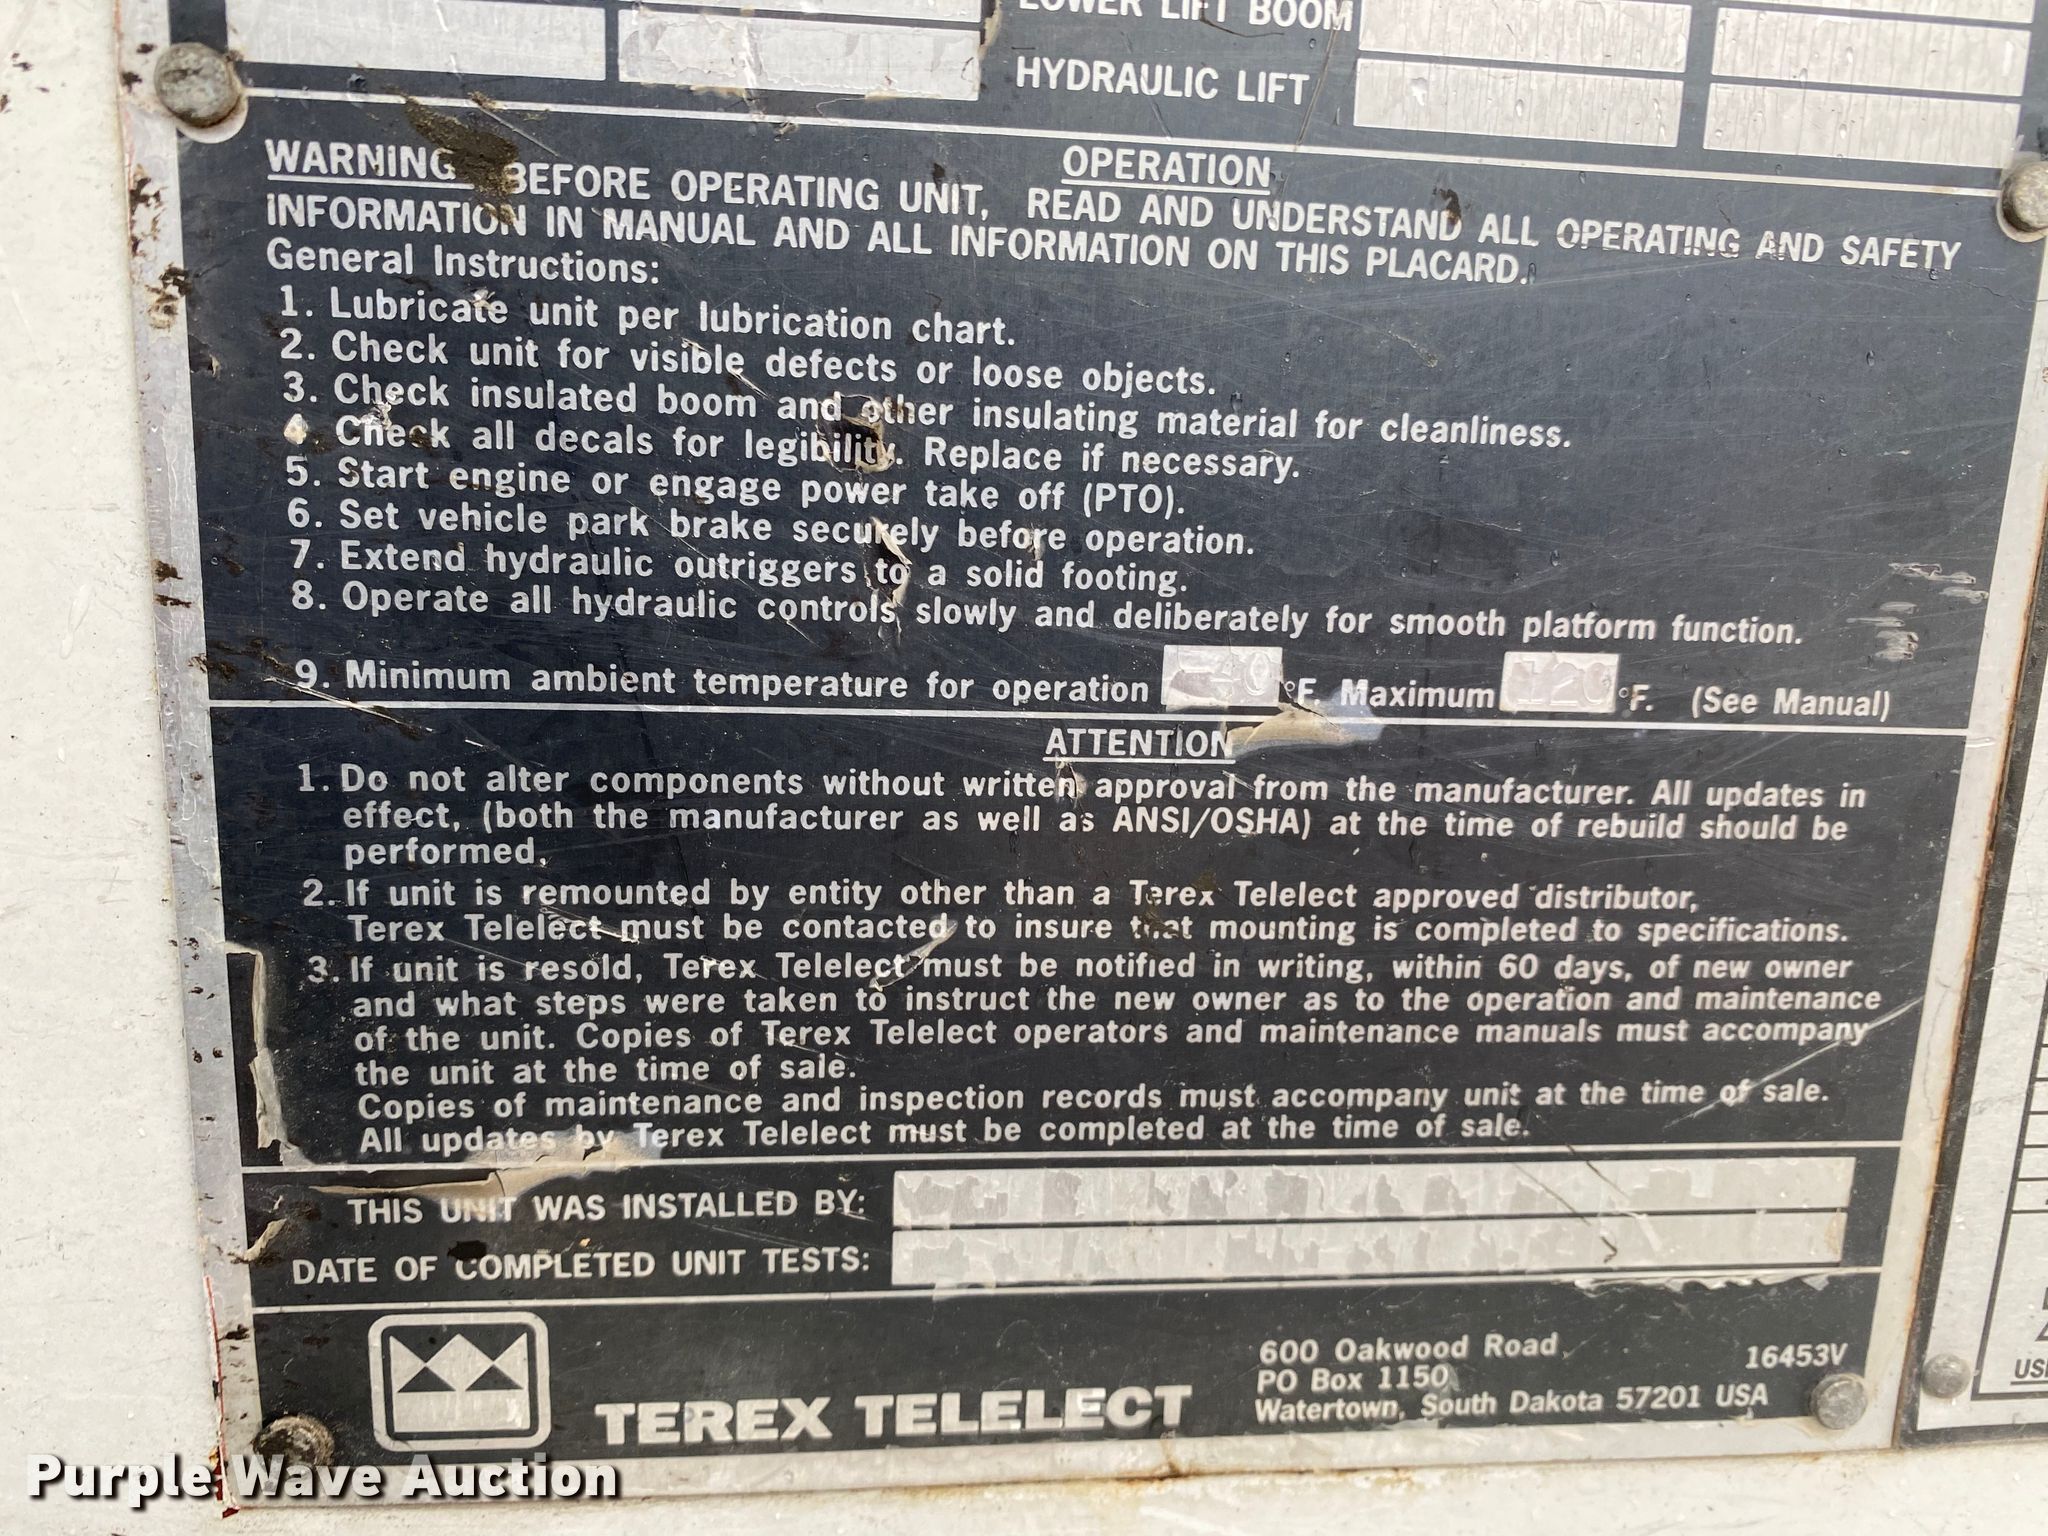 LOWER LIFT BOOM
HYDRAULIC LIFT
OPERATION
WARNING BEFORE OPERATING UNIT, READ AND UNDERSTAND ALL OPERATING AND SAFETY
INFORMATION IN MANUAL AND ALL INFORMATION ON THIS PLACARD.
General Instructions:
1. Lubricate unit per lubrication chart.
2. Check unit for visible defects or loose objects.
3. Check insulated boom and other insulating material for cleanliness.
Check all decals for legibility. Replace if necessary.
5. Start engine or engage power take off (PTO).
6. Set vehicle park brake securely before operation.
7. Extend hydraulic outriggers to a solid footing.
8. Operate all hydraulic controls slowly and deliberately for smooth platform function.
9. Minimum ambient temperature for operation °F. Maximum °F. (See Manual)
ATTENTION
1. Do not alter components without written approval from the manufacturer. All updates in
effect, (both the manufacturer as well as ANSI/OSHA) at the time of rebuild should be
performed.
2. If unit is remounted by entity other than a Terex Telelect approved distributor,
Terex Telelect must be contacted to insure that mounting is completed to specifications.
3. If unit is resold, Terex Telelect must be notified in writing, within 60 days, of new owner
and what steps were taken to instruct the new owner as to the operation and maintenance
of the unit. Copies of Terex Telelect operators and maintenance manuals must accompany
the unit at the time of sale.
Copies of maintenance and inspection records must accompany unit at the time of sale.
All updates by Terex Telelect must be completed at the time of sale.
THIS UNIT WAS INSTALLED BY:
DATE OF COMPLETED UNIT TESTS:
TEREX TELELECT
600 Oakwood Road
PO Box 1150
Watertown, South Dakota 57201 USA
16453V
Purple Wave Auction